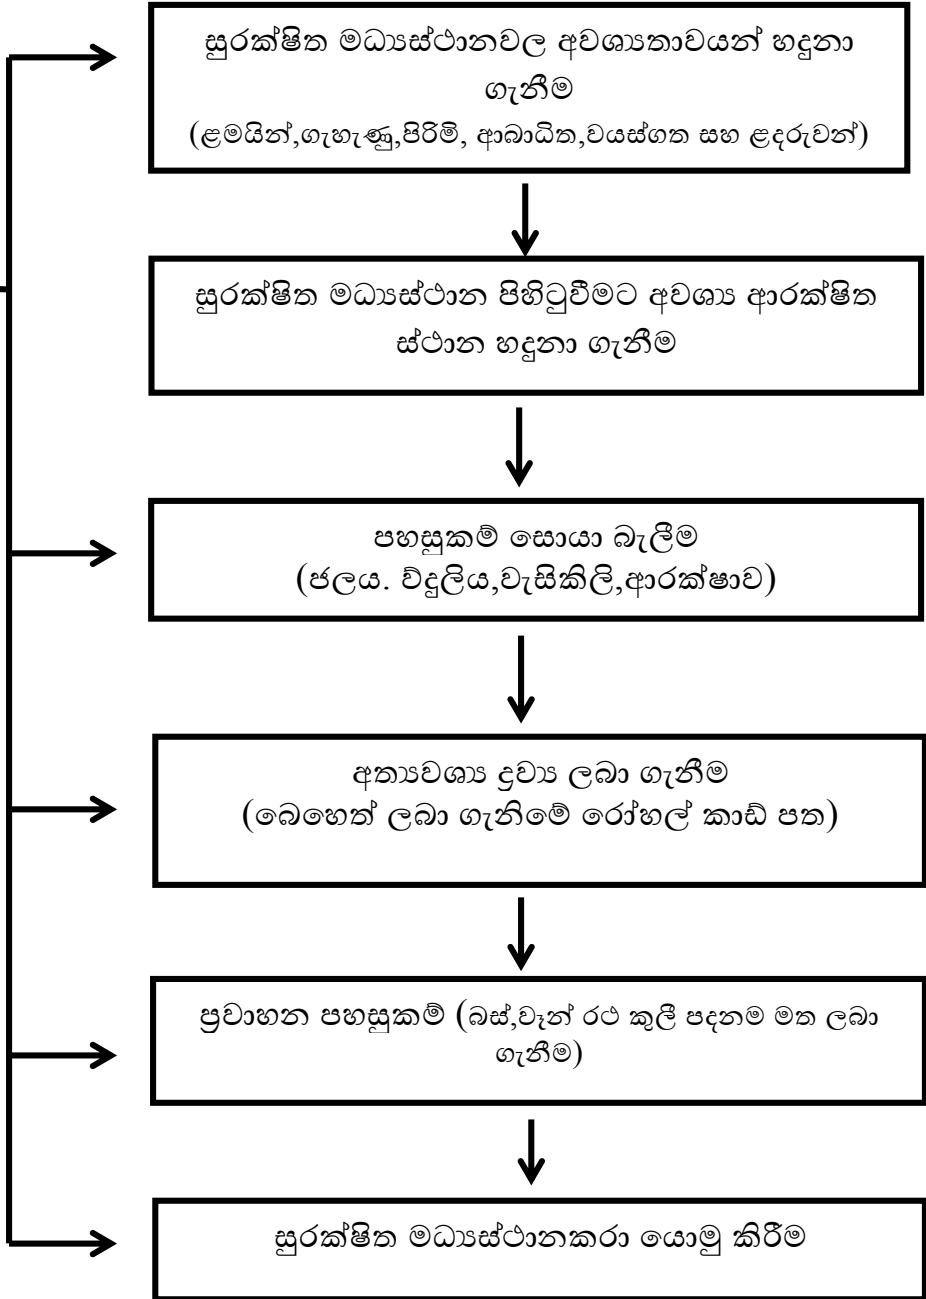 සුරක්ෂිත මධ්‍යස්ථානවල අවශ්‍යතාවයන් හදුනා
ගැනීම
(ළමයින්,ගැහැණු,පිරිමි, ආබාධිත,වයස්ගත සහ ළදරුවන්)
සුරක්ෂිත මධ්‍යස්ථාන පිහිටුවීමට අවශ්‍ය ආරක්ෂිත
ස්ථාන හදුනා ගැනීම
පහසුකම් සොයා බැලීම
(ජලය. ව්දුලිය,වැසිකිලි,ආරක්ෂාව)
අත්‍යවශ්‍ය ද්‍රව්‍ය ලබා ගැනීම
(බෙහෙත් ලබා ගැනිමේ රෝහල් කාඩ් පත)
ප්‍රවාහන පහසුකම් (බස්,වෑන් රථ කුලී පදනම මත ලබා
ගැනීම)
සුරක්ෂිත මධ්‍යස්ථානකරා යොමු කිරීම